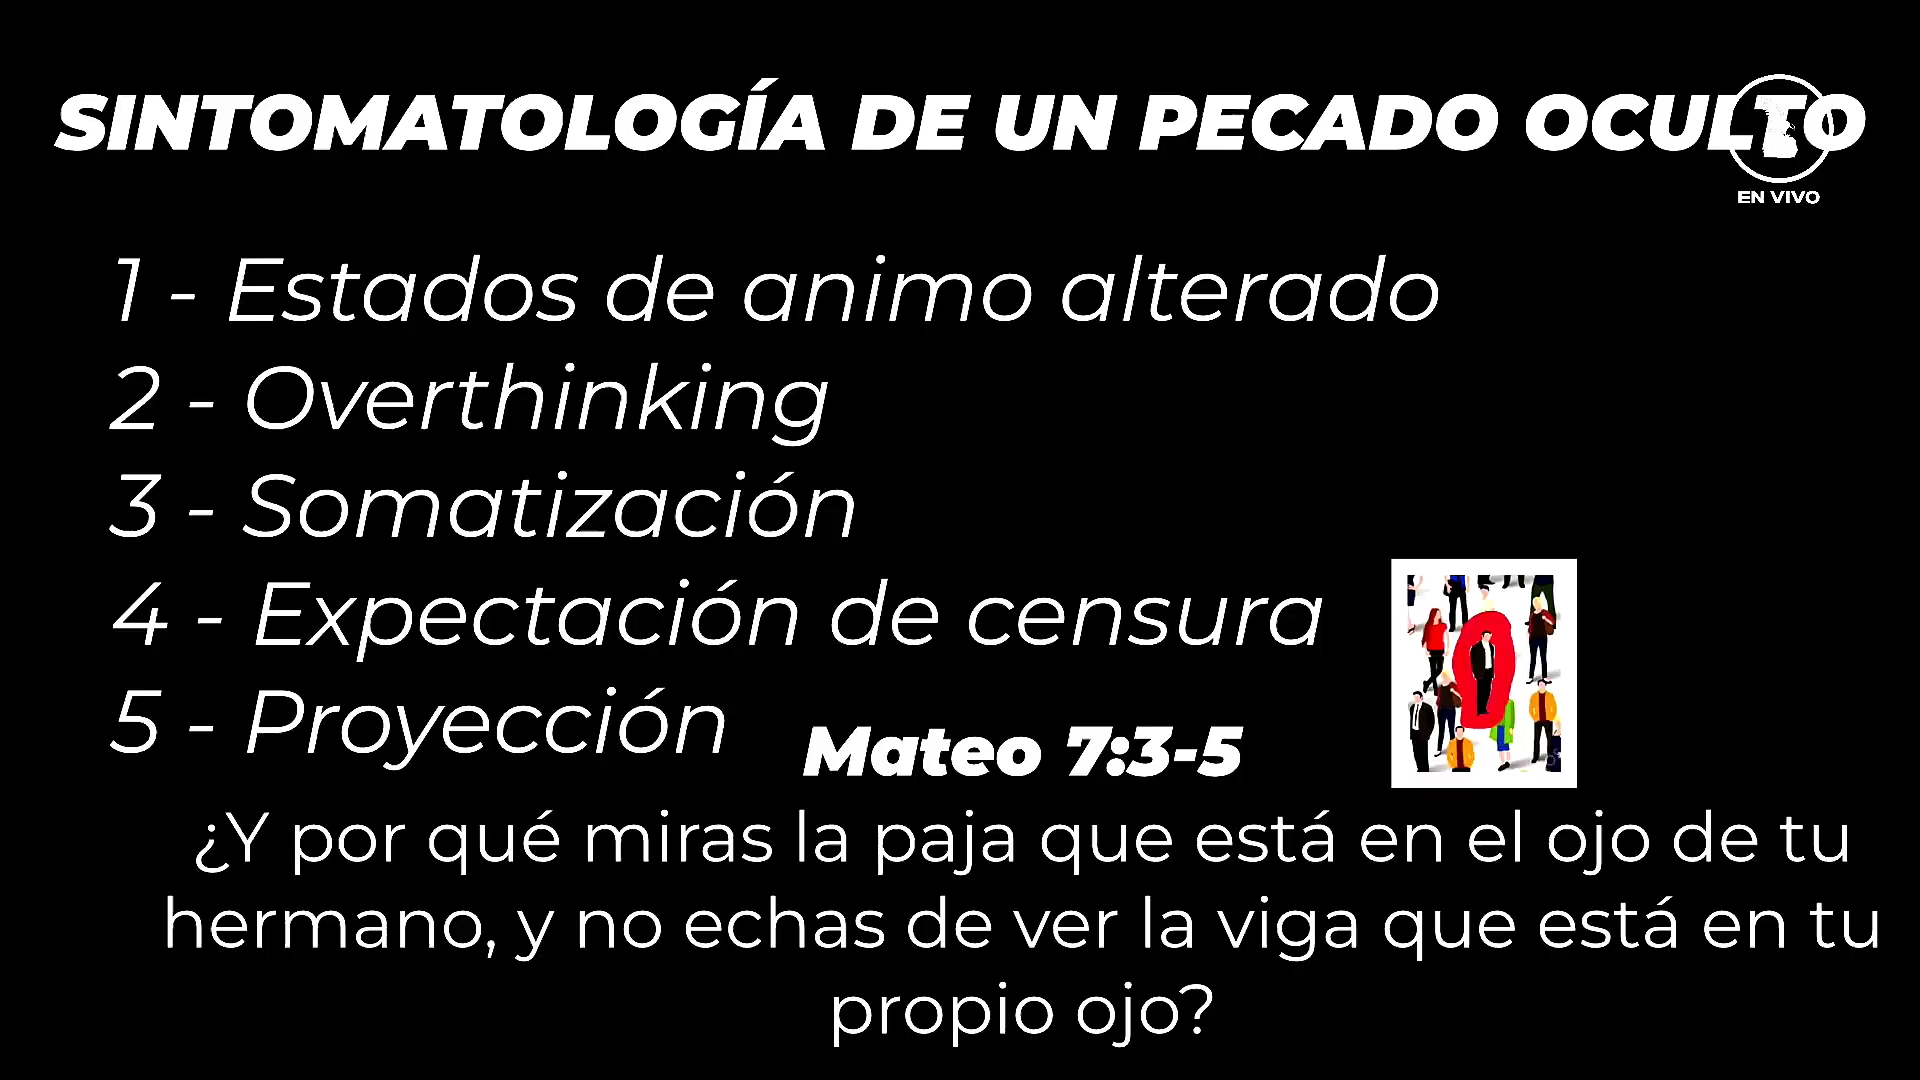 SINTOMATOLOGÍA DE UN PECADO OCULTO
EN VIVO
1 - Estados de animo alterado
2 - Overthinking
3 - Somatización
4 - Expectación de censura
5 - Proyección
Mateo 7:3-5
¿Y por qué miras la paja que está en el ojo de tu
hermano, y no echas de ver la viga que está en tu
propio ojo?